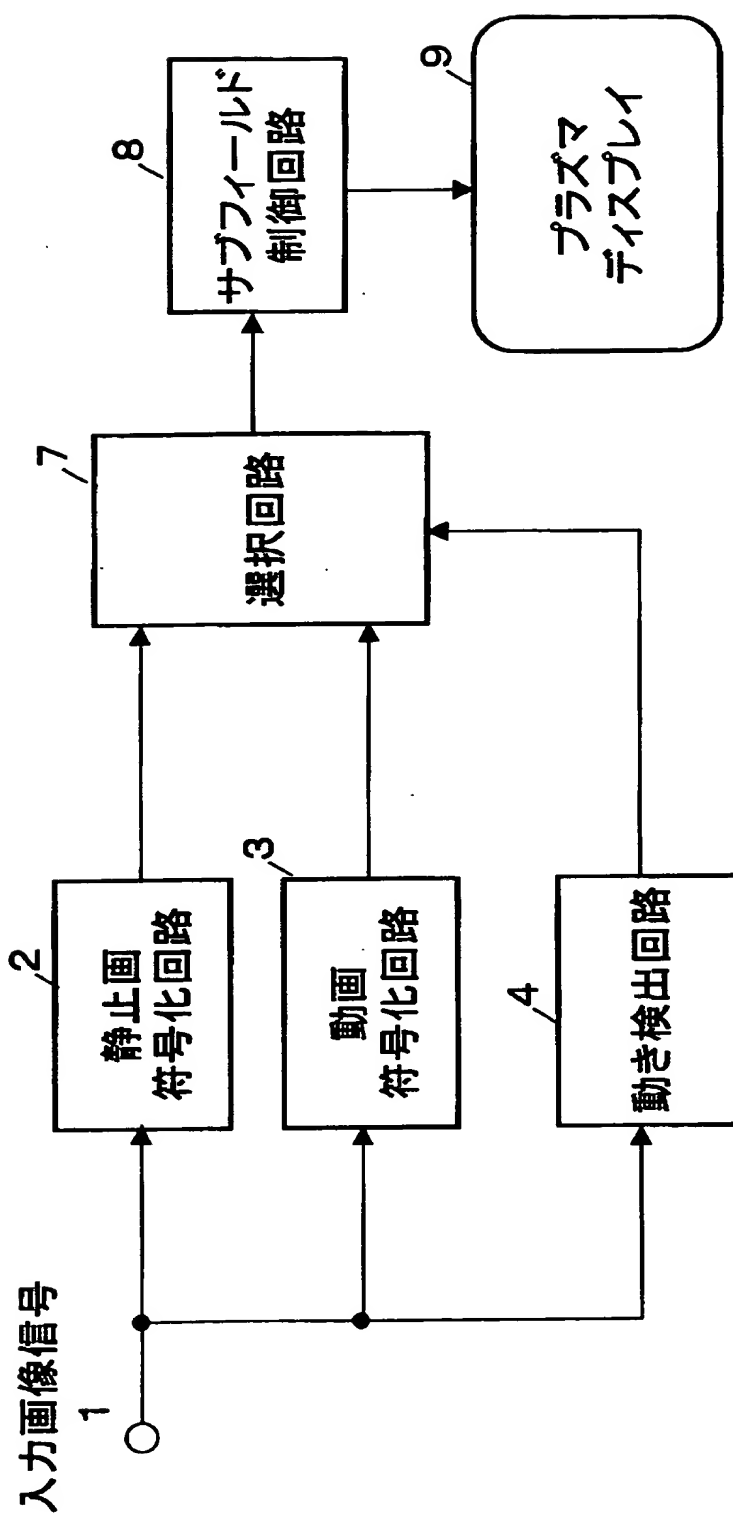 入力画像信号
1
2
静止画
符号化回路
3
動画
符号化回路
4
動き検出回路
7
選択回路
8
サブフィールド
制御回路
9
プラズマ
ディスプレイ